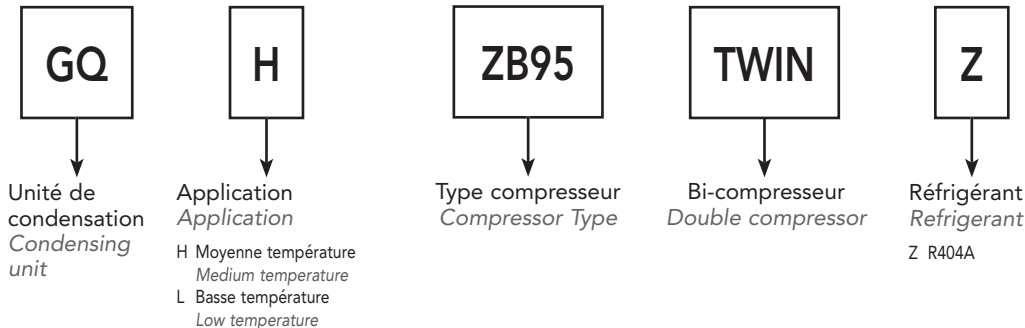 GQ
H
ZB95
TWIN
Z
Unité de
condensation
Condensing
unit
Application
Application
H Moyenne température
Medium temperature
L Basse température
Low temperature
Type compresseur
Compressor Type
Bi-compresseur
Double compressor
Réfrigérant
Refrigerant
Z R404A